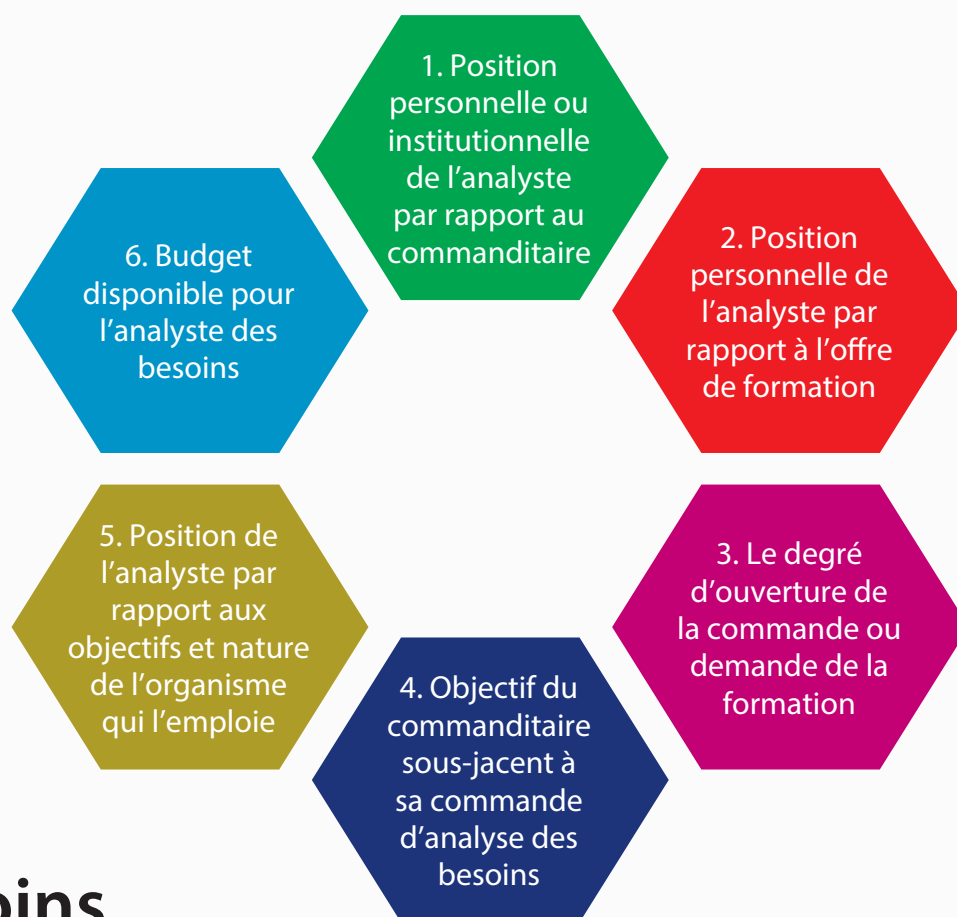 1. Position
personnelle ou
institutionnelle
de l’analyste
par rapport au
commanditaire
2. Position
personnelle de
l’analyste par
rapport à l’offre
de formation
3. Le degré
d’ouverture de
la commande ou
demande de la
formation
4. Objectif du
commanditaire
sous-jacent à
sa commande
d’analyse des
besoins
5. Position de
l’analyste par
rapport aux
objectifs et nature
de l’organisme
qui l’emploie
6. Budget
disponible pour
l’analyste des
besoins